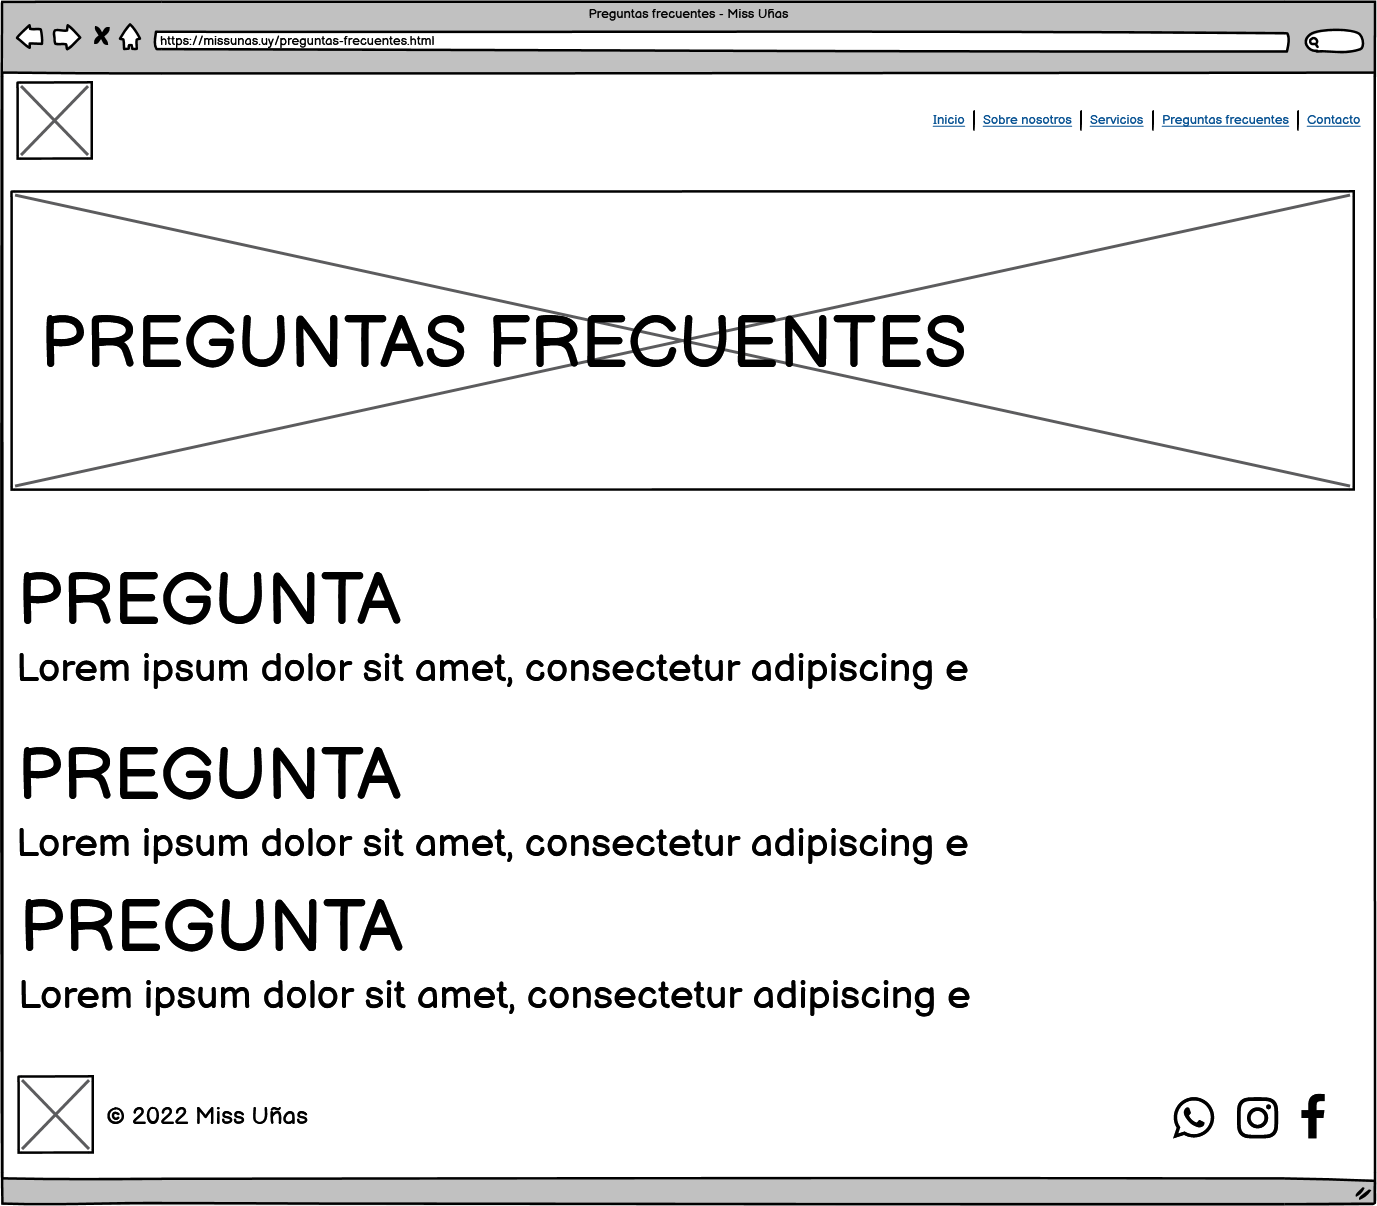 Preguntas frecuentes - Miss Uñas
https://missunas.uy/preguntas-frecuentes.html
Inicio | Sobre nosotros | Servicios | Preguntas frecuentes | Contacto
PREGUNTAS FRECUENTES
PREGUNTA
Lorem ipsum dolor sit amet, consectetur adipiscing e
PREGUNTA
Lorem ipsum dolor sit amet, consectetur adipiscing e
PREGUNTA
Lorem ipsum dolor sit amet, consectetur adipiscing e
© 2022 Miss Uñas